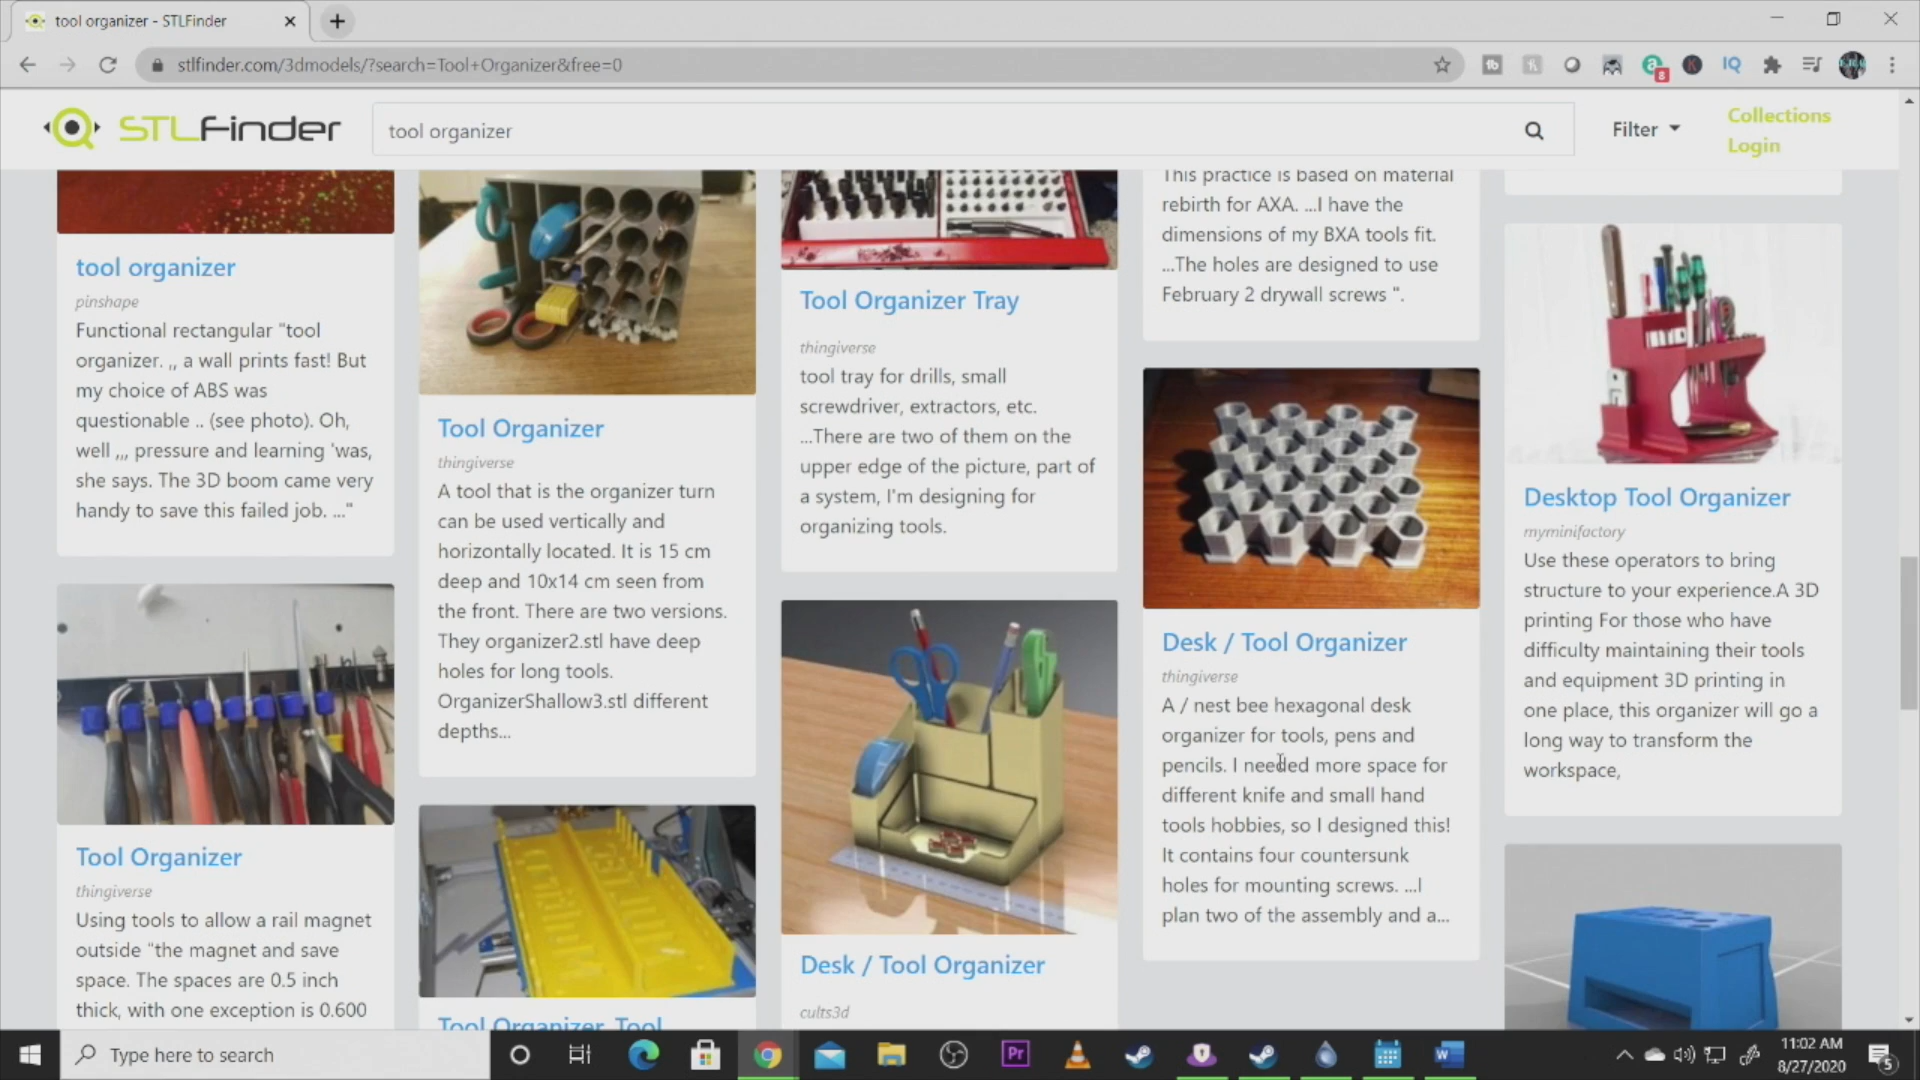 tool organizer - STLFinder
stlfinder.com/3dmodels/?search=Tool+Organizer&free=0
8
IQ
STLFinder
tool organizer
Filter
Collections
Login
tool organizer
pinshape
Functional rectangular "tool
organizer. ,, a wall prints fast! But
my choice of ABS was
questionable .. (see photo). Oh,
well ,,, pressure and learning 'was,
she says. The 3D boom came very
handy to save this failed job. ..."
Tool Organizer
thingiverse
Using tools to allow a rail magnet
outside "the magnet and save
space. The spaces are 0.5 inch
thick, with one exception is 0.600
Tool Organizer
thingiverse
A tool that is the organizer turn
can be used vertically and
horizontally located. It is 15 cm
deep and 10x14 cm seen from
the front. There are two versions.
They organizer2.stl have deep
holes for long tools.
OrganizerShallow3.stl different
depths...
Tool Organizer, Tool
Tool Organizer Tray
thingiverse
tool tray for drills, small
screwdriver, extractors, etc.
...There are two of them on the
upper edge of the picture, part of
a system, I'm designing for
organizing tools.
Desk / Tool Organizer
cults3d
This practice is based on material
rebirth for AXA. ...I have the
dimensions of my BXA tools fit.
...The holes are designed to use
February 2 drywall screws ".
Desk / Tool Organizer
thingiverse
A / nest bee hexagonal desk
organizer for tools, pens and
pencils. I needed more space for
different knife and small hand
tools hobbies, so I designed this!
It contains four countersunk
holes for mounting screws. ...I
plan two of the assembly and a...
Desktop Tool Organizer
myminifactory
Use these operators to bring
structure to your experience.A 3D
printing For those who have
difficulty maintaining their tools
and equipment 3D printing in
one place, this organizer will go a
long way to transform the
workspace,
Type here to search
Pr
W
11:02 AM
8/27/2020
5